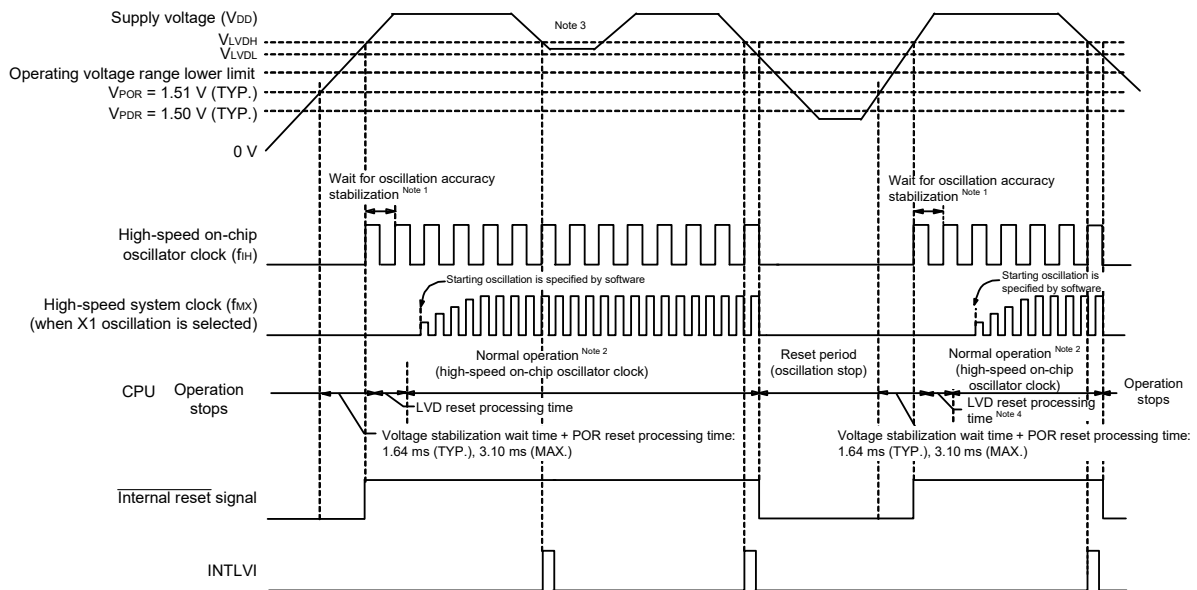 Supply voltage (VDD)
Note 3
VLVDH
VLVDL
Operating voltage range lower limit
VPOR = 1.51 V (TYP.)
VPDR = 1.50 V (TYP.)
0 V
Wait for oscillation accuracy
stabilization Note 1
Wait for oscillation accuracy
stabilization Note 1
High-speed on-chip
oscillator clock (fIH)
Starting oscillation is specified by software
Starting oscillation is
specified by software
High-speed system clock (fMX)
(when X1 oscillation is selected)
Normal operation Note 2
(high-speed on-chip oscillator clock)
Reset period
(oscillation stop)
Normal operation Note 2
(high-speed on-chip
oscillator clock)
CPU
Operation
stops
Operation
stops
LVD reset processing time
LVD reset processing
time Note 4
Voltage stabilization wait time + POR reset processing time:
1.64 ms (TYP.), 3.10 ms (MAX.)
Voltage stabilization wait time + POR reset processing time:
1.64 ms (TYP.), 3.10 ms (MAX.)
Internal reset signal
INTLVI